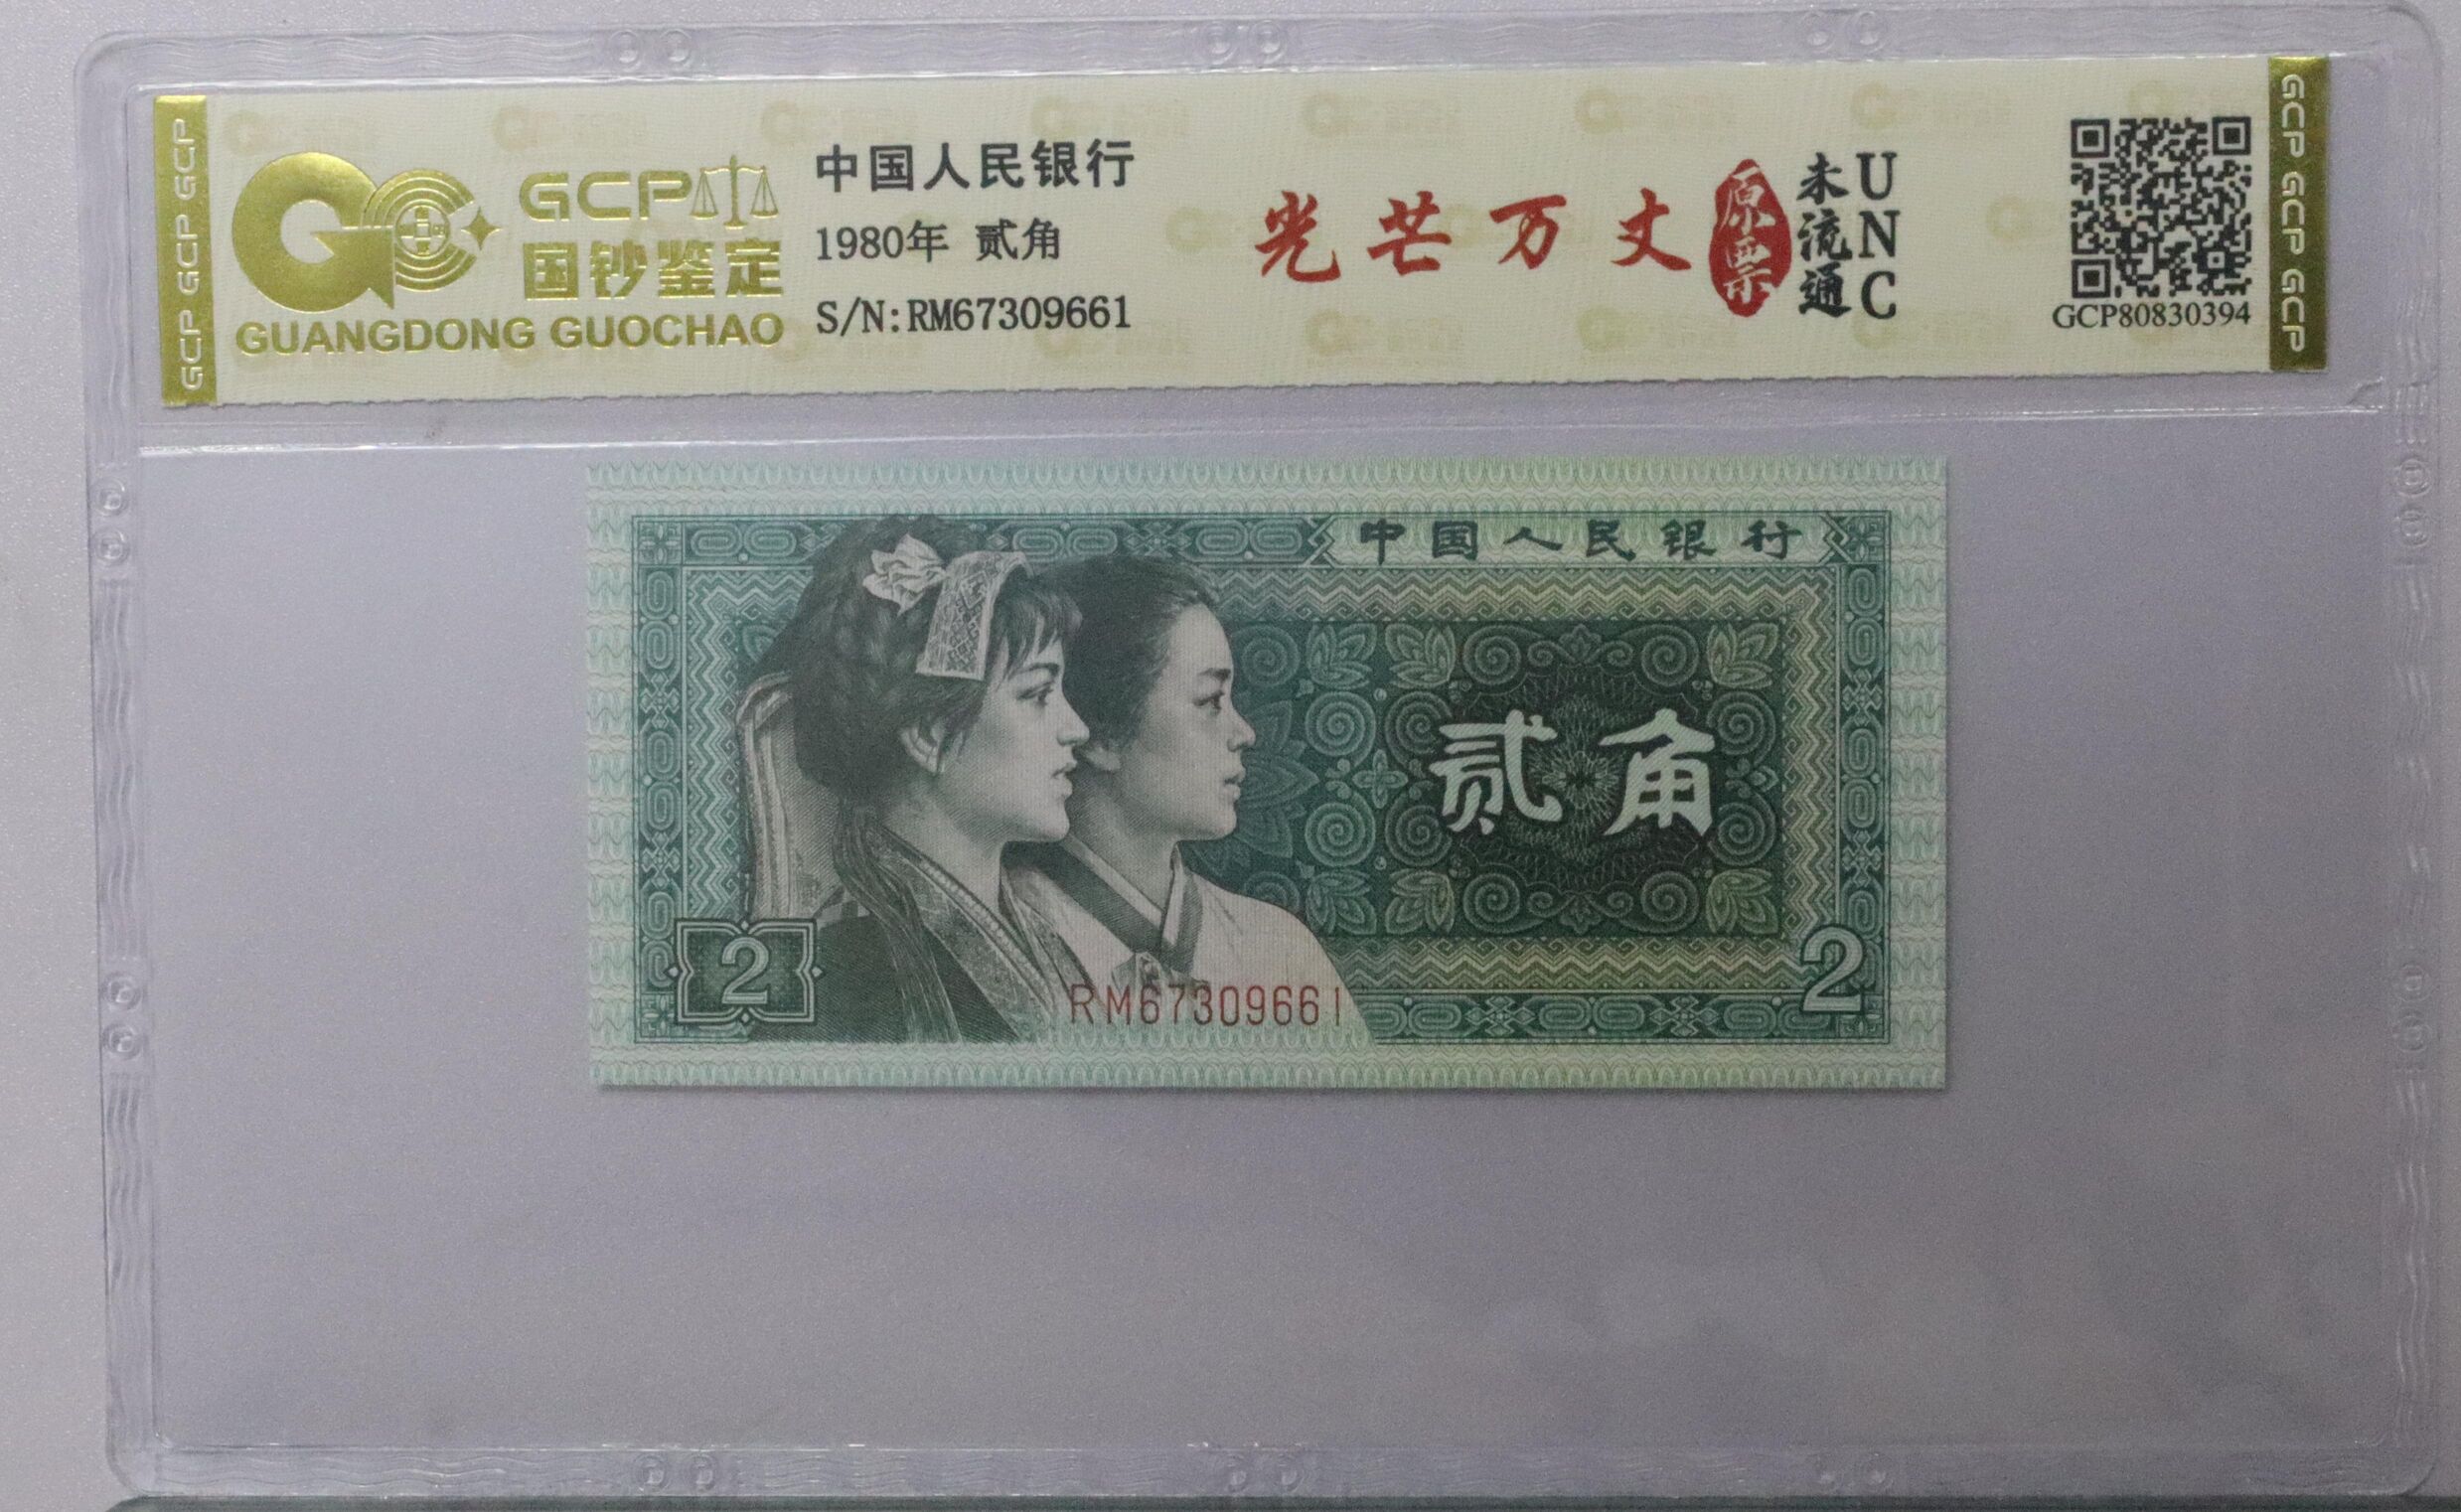 GCP GCP GCP
GCP
国钞鉴定
GUANGDONG GUOCHAO
中国人民银行
1980年 贰角
S/N:RM67309661
光芒万丈
原票
未流通
UNC
GCP80830394
GCP GCP GCP
中国人民银行
贰角
2
2
RM67309661